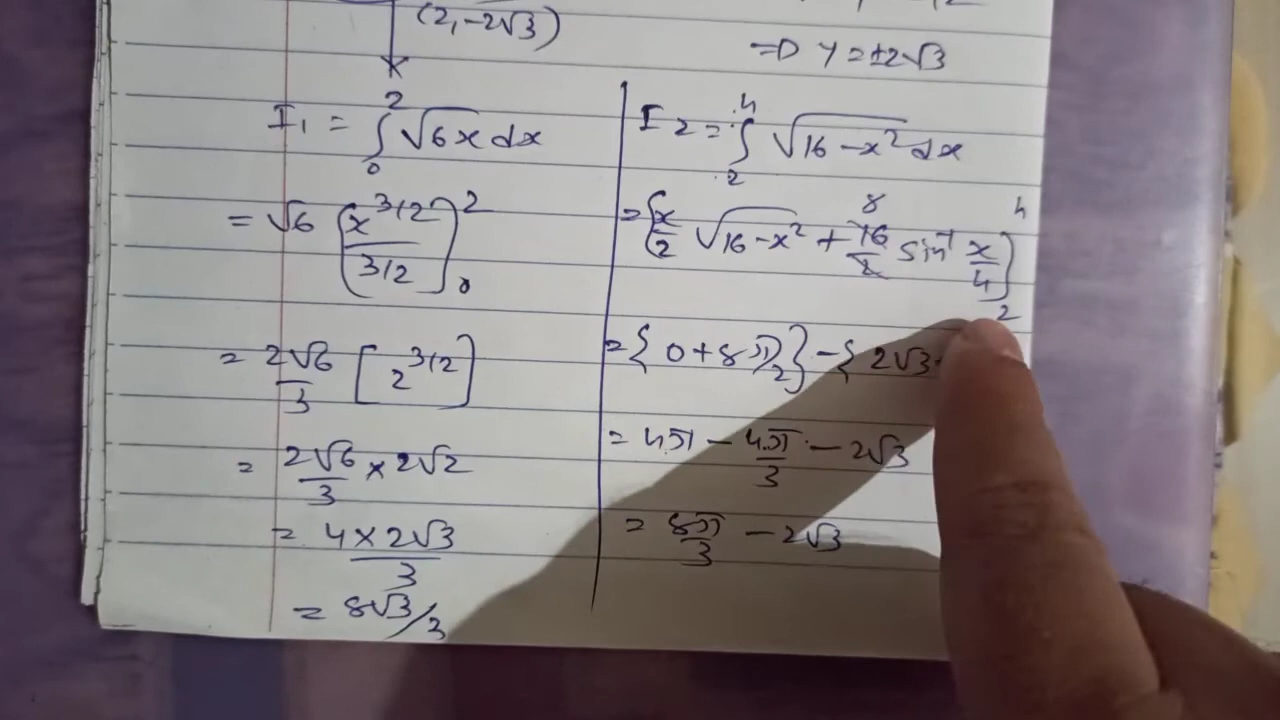 (2, -2√3)
=D Y = ±2√3
I₁ = ∫₀² √6x dx
= √6 [x^3/2 / 3/2]₀²
= 2√6/3 [2^3/2]
= 2√6/3 × 2√2
= 4 × 2√3 / 3
= 8√3/3
I₂ = ∫₂⁴ √16-x² dx
= [x/2 √16-x² + 16/2 8 sin⁻¹ x/4]₂⁴
= {0 + 8 π/2} - {2√3
= 4π - 4π/3 - 2√3
= 8π/3 - 2√3